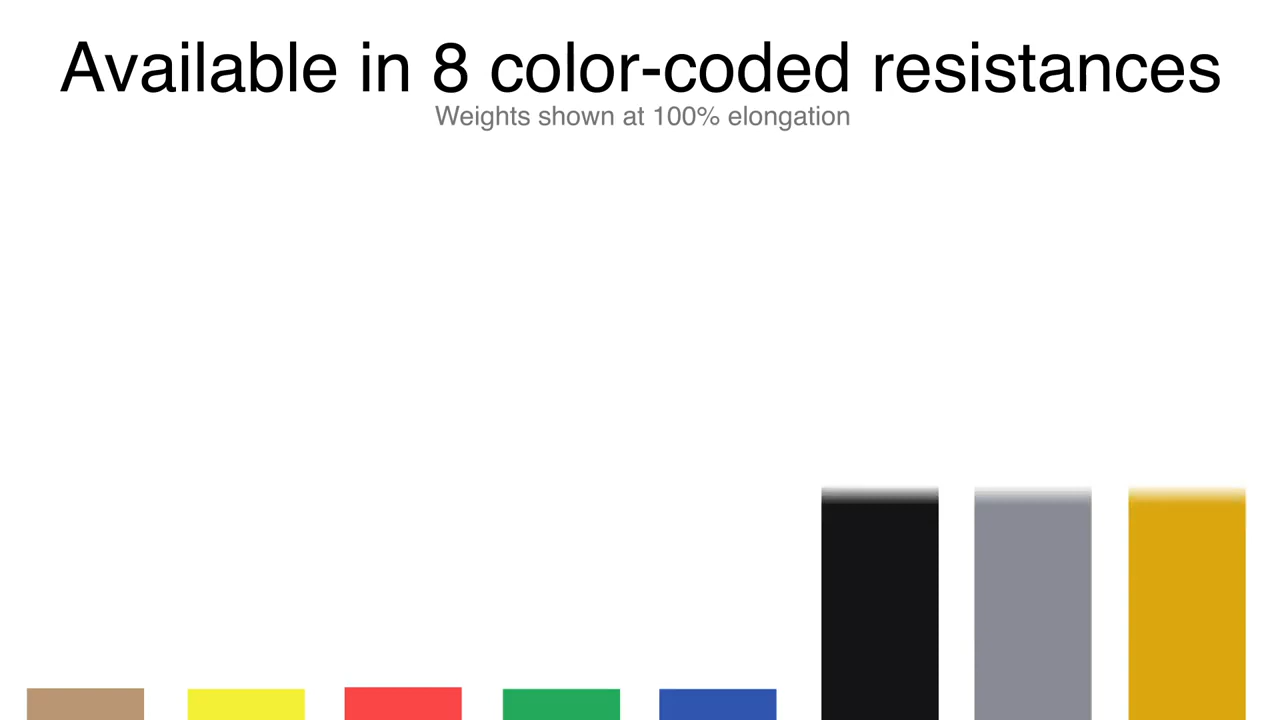 Available in 8 color-coded resistances
Weights shown at 100% elongation